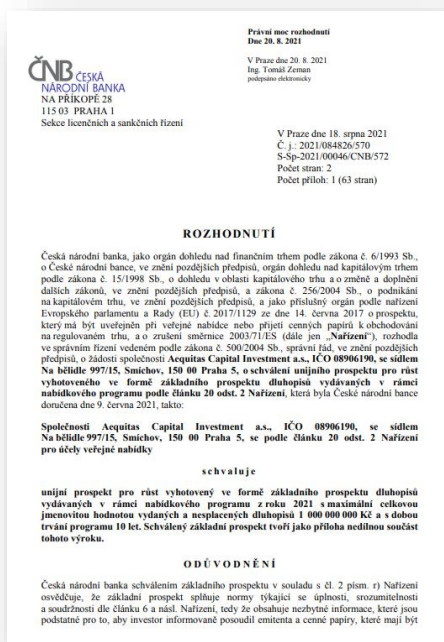 Právní moc rozhodnutí
Dne 20. 8. 2021
V Praze dne 20. 8. 2021
Ing. Tomáš Zeman
podepsáno elektronicky
ČNB ČESKÁ
NÁRODNÍ BANKA
NA PŘÍKOPĚ 28
115 03 PRAHA 1
Sekce licenčních a sankčních řízení
V Praze dne 18. srpna 2021
Č. j.: 2021/084826/570
S-Sp-2021/00046/CNB/572
Počet stran: 2
Počet příloh: 1 (63 stran)
ROZHODNUTÍ
Česká národní banka, jako orgán dohledu nad finančním trhem podle zákona č. 6/1993 Sb.,
o České národní bance, ve znění pozdějších předpisů, orgán dohledu nad kapitálovým trhem
podle zákona č. 15/1998 Sb., o dohledu v oblasti kapitálového trhu a o změně a doplnění
dalších zákonů, ve znění pozdějších předpisů, a zákona č. 256/2004 Sb., o podnikání
na kapitálovém trhu, ve znění pozdějších předpisů, a jako příslušný orgán podle nařízení
Evropského parlamentu a Rady (EU) č. 2017/1129 ze dne 14. června 2017 o prospektu,
který má být uveřejněn při veřejné nabídce nebo přijetí cenných papírů k obchodování
na regulovaném trhu, a o zrušení směrnice 2003/71/ES (dále jen „Nařízení"), rozhodla
ve správním řízení vedeném podle zákona č. 500/2004 Sb., správní řád, ve znění pozdějších
předpisů, o žádosti společnosti Aequitas Capital Investment a.s., IČO 08906190, se sídlem
Na bělidle 997/15, Smíchov, 150 00 Praha 5, o schválení unijního prospektu pro růst
vyhotoveného ve formě základního prospektu dluhopisů vydávaných v rámci
nabídkového programu podle článku 20 odst. 2 Nařízení, která byla České národní bance
doručena dne 9. června 2021, takto:
Společnosti Aequitas Capital Investment a.s., IČO 08906190, se sídlem
Na bělidle 997/15, Smíchov, 150 00 Praha 5, se podle článku 20 odst. 2 Nařízení
pro účely veřejné nabídky
schvaluje
unijní prospekt pro růst vyhotovený ve formě základního prospektu dluhopisů
vydávaných v rámci nabídkového programu z roku 2021 s maximální celkovou
jmenovitou hodnotou vydaných a nesplacených dluhopisů 1 000 000 000 Kč a s dobou
trvání programu 10 let. Schválený základní prospekt tvoří jako příloha nedílnou součást
tohoto výroku.
ODŮVODNĚNÍ
Česká národní banka schválením základního prospektu v souladu s čl. 2 písm. r) Nařízení
osvědčuje, že základní prospekt splňuje normy týkající se úplnosti, srozumitelnosti
a soudržnosti dle článku 6 a násl. Nařízení, tedy že obsahuje nezbytné informace, které jsou
podstatné pro to, aby investor informovaně posoudil emitenta a cenné papíry, které mají být